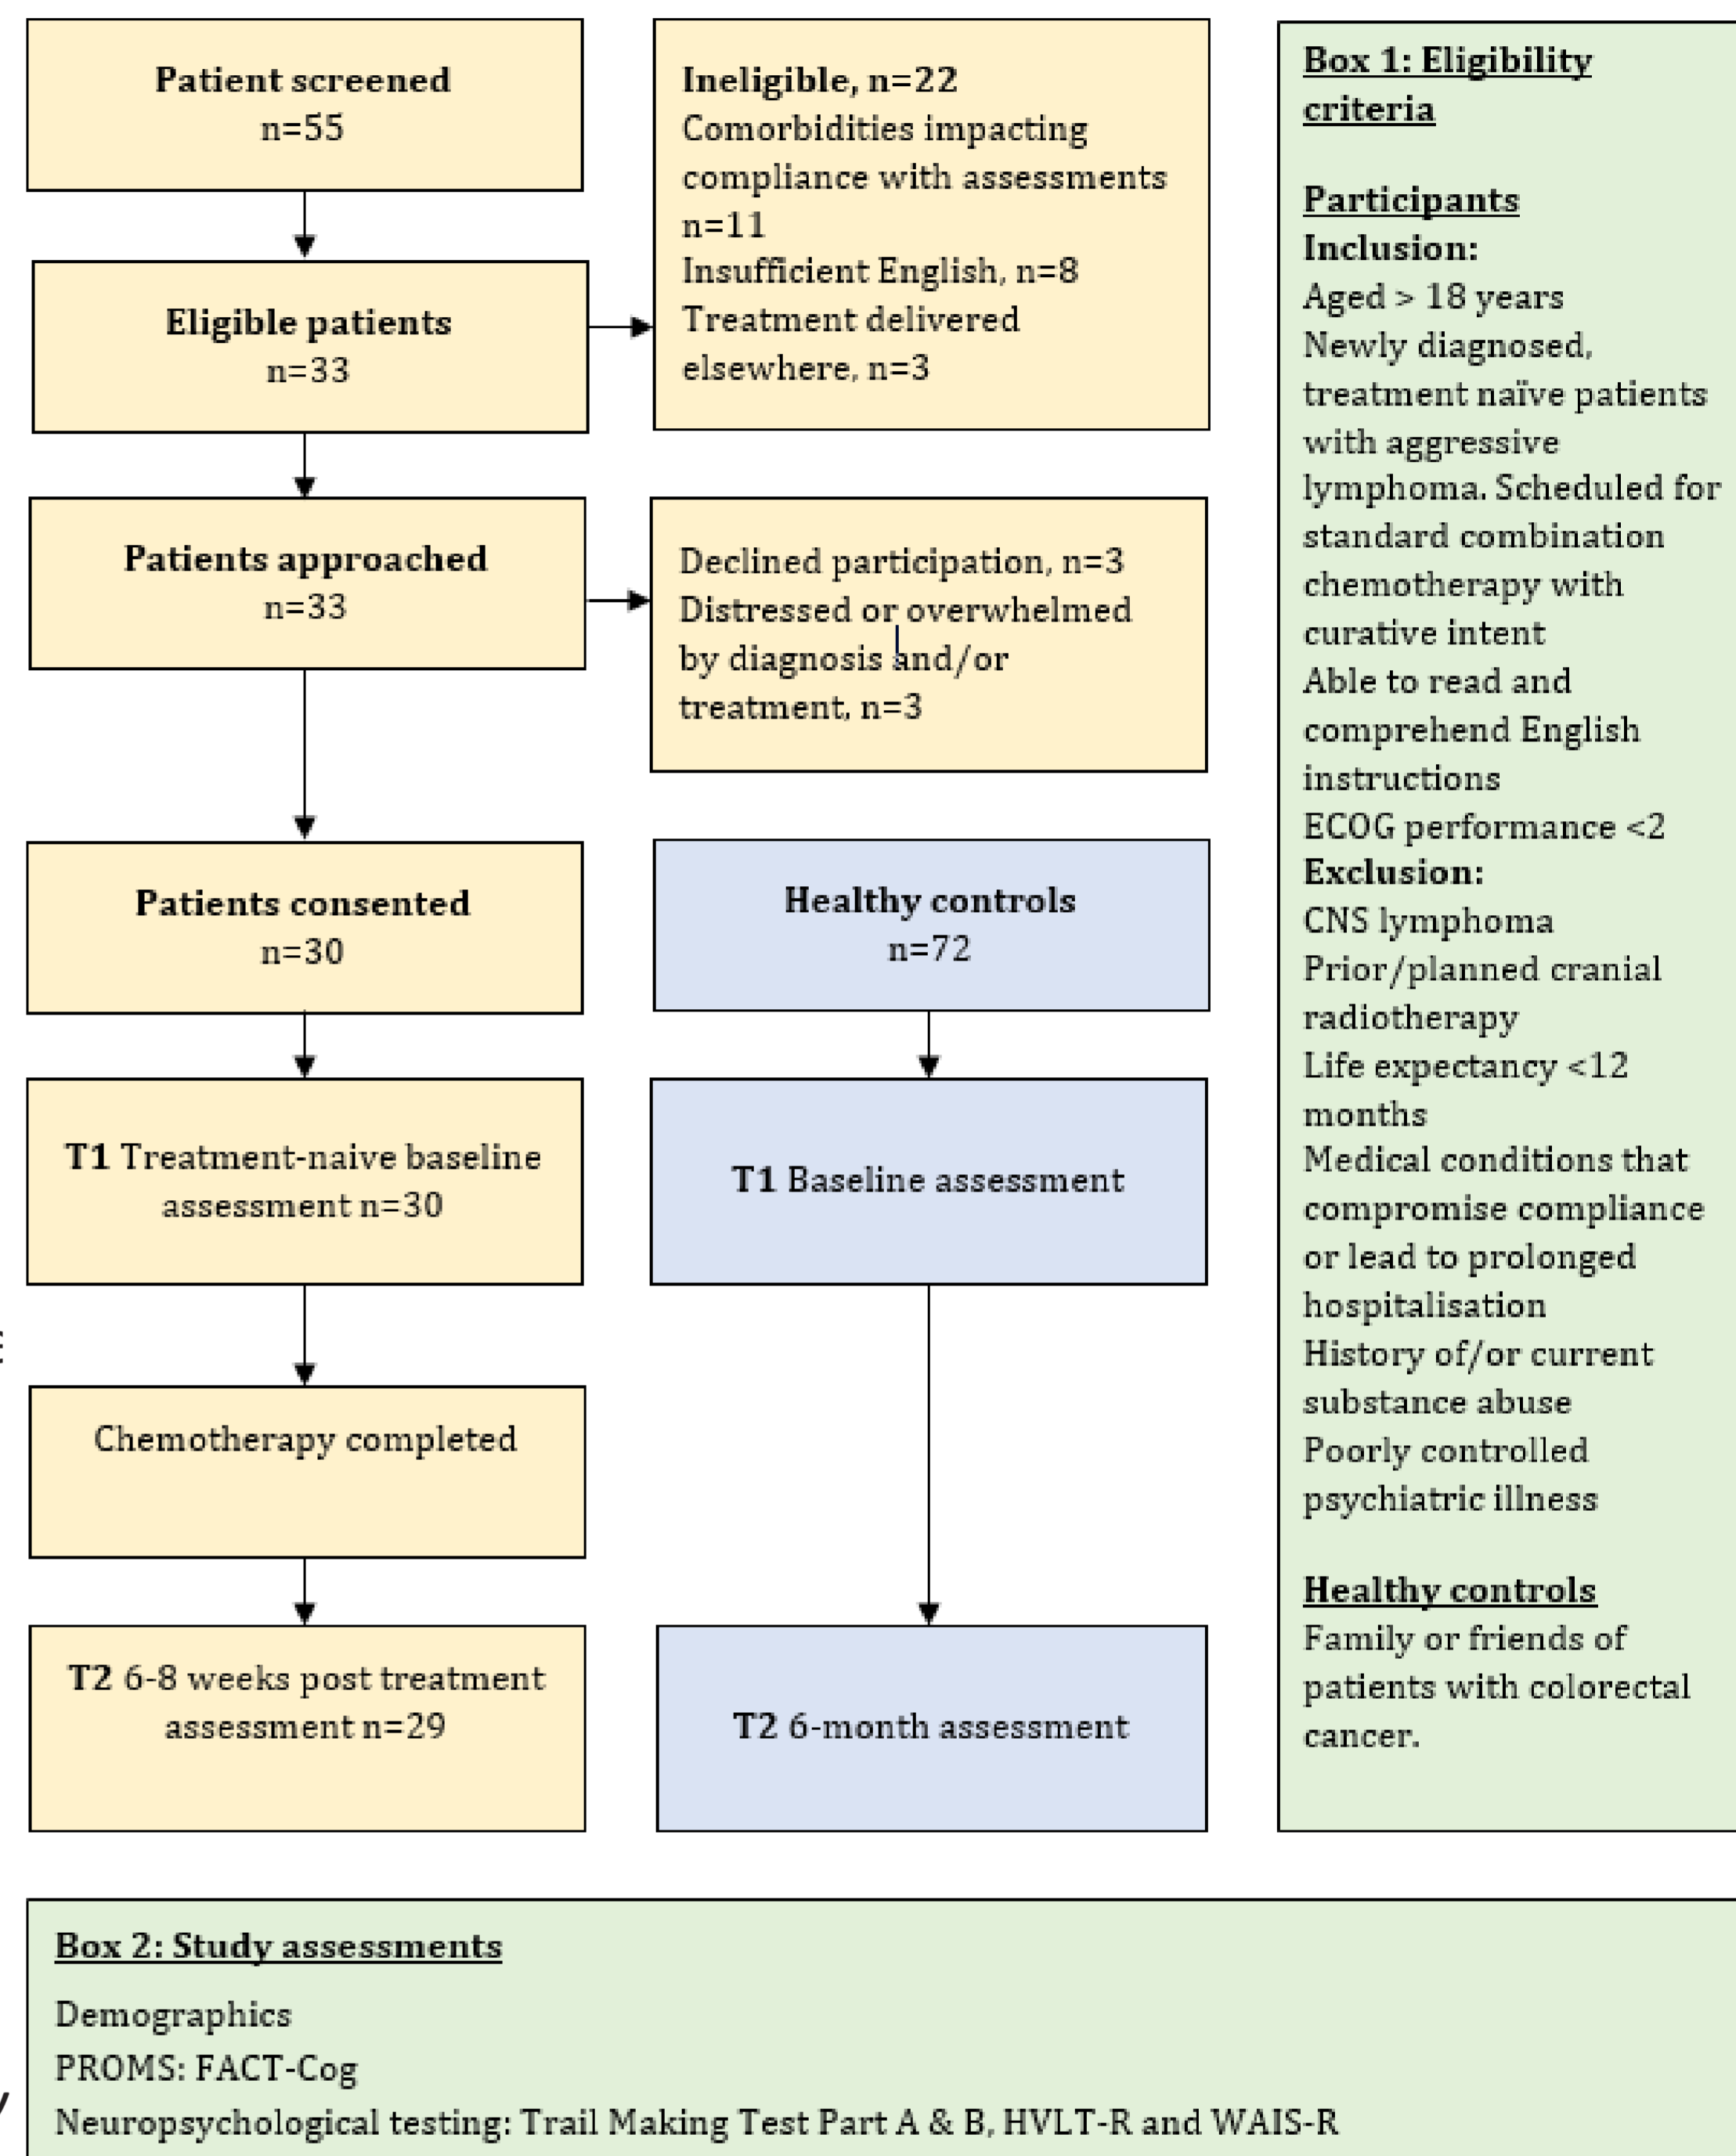 Patient screened
n=55
Ineligible, n=22
Comorbidities impacting
compliance with assessments
n=11
Insufficient English, n=8
Treatment delivered
elsewhere, n=3
Eligible patients
n=33
Patients approached
n=33
Declined participation, n=3
Distressed or overwhelmed
by diagnosis and/or
treatment, n=3
Patients consented
n=30
Healthy controls
n=72
T1 Treatment-naive baseline
assessment n=30
T1 Baseline assessment
Chemotherapy completed
T2 6-8 weeks post treatment
assessment n=29
T2 6-month assessment
Box 1: Eligibility
criteria
Participants
Inclusion:
Aged > 18 years
Newly diagnosed,
treatment naïve patients
with aggressive
lymphoma. Scheduled for
standard combination
chemotherapy with
curative intent
Able to read and
comprehend English
instructions
ECOG performance <2
Exclusion:
CNS lymphoma
Prior/planned cranial
radiotherapy
Life expectancy <12
months
Medical conditions that
compromise compliance
or lead to prolonged
hospitalisation
History of/or current
substance abuse
Poorly controlled
psychiatric illness
Healthy controls
Family or friends of
patients with colorectal
cancer.
Box 2: Study assessments
Demographics
PROMS: FACT-Cog
Neuropsychological testing: Trail Making Test Part A & B, HVLT-R and WAIS-R